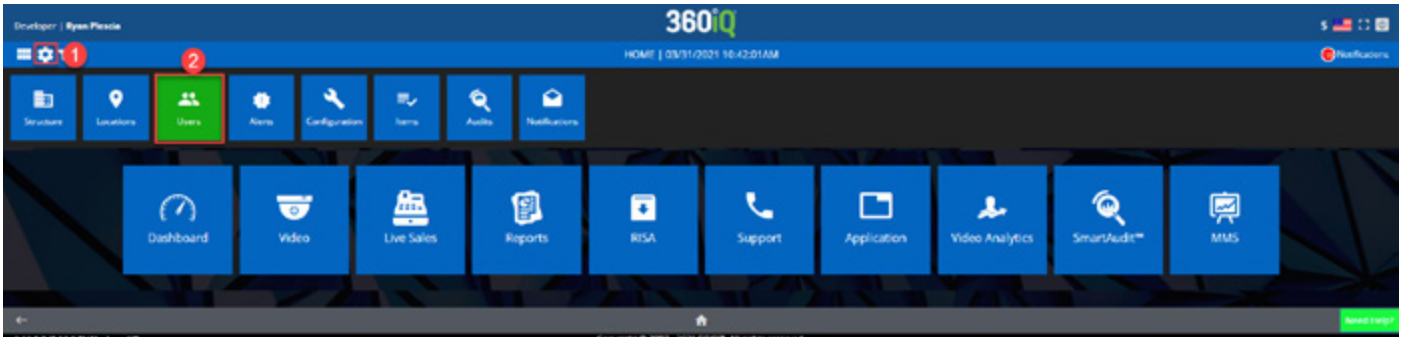 Developer | Ryan Plescia
360iQ
$
1
HOME | 03/31/2021 10:42:01AM
Notifications
2
Structure
Locations
Users
Alerts
Configuration
Items
Audits
Notifications
Dashboard
Video
Live Sales
Reports
RISA
Support
Application
Video Analytics
SmartAudit™
MMS
Need Help?